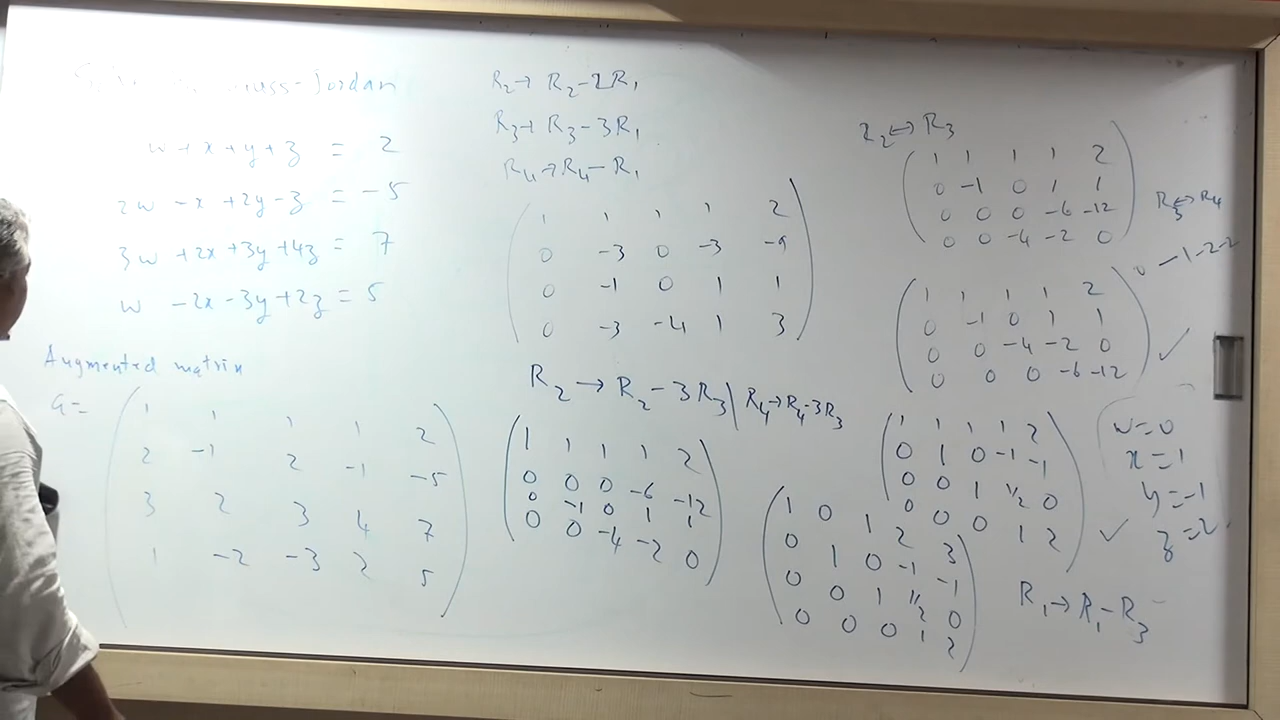 Gauss-Jordan
w + x + y + z = 2
2w - x + 2y - z = -5
3w + 2x + 3y + 4z = 7
w - 2x - 3y + 2z = 5
Augmented matrix
G =
1 1 1 1 2
2 -1 2 -1 -5
3 2 3 4 7
1 -2 -3 2 5
R2 → R2 - 2R1
R3 → R3 - 3R1
R4 → R4 - R1
1 1 1 1 2
0 -3 0 -3 -9
0 -1 0 1 1
0 -3 -4 1 3
R2 → R2 - 3R3 | R4 → R4 - 3R3
1 1 1 1 2
0 0 0 -6 -12
0 -1 0 1 1
0 0 -4 -2 0
R2 ↔ R3
1 1 1 1 2
0 -1 0 1 1
0 0 0 -6 -12
0 0 -4 -2 0
R3 ↔ R4
0 -1 -2 -2
1 1 1 1 2
0 -1 0 1 1
0 0 -4 -2 0
0 0 0 -6 -12
✓
1 1 1 1 2
0 1 0 -1 -1
0 0 1 1/2 0
0 0 0 1 2
✓
w = 0
x = 1
y = -1
z = 2
1 0 1 2 3
0 1 0 -1 -1
0 0 1 1/2 0
0 0 0 1 2
R1 → R1 - R3